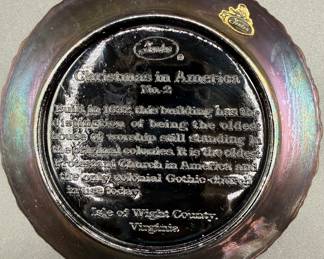 Fenton
Fenton
®
Christmas in America
No. 2
Built in 1632, this building has the
distinction of being the oldest
house of worship still standing in
the original colonies. It is the oldest
Protestant Church in America and
the only colonial Gothic church
in use today.
Isle of Wight County,
Virginia.